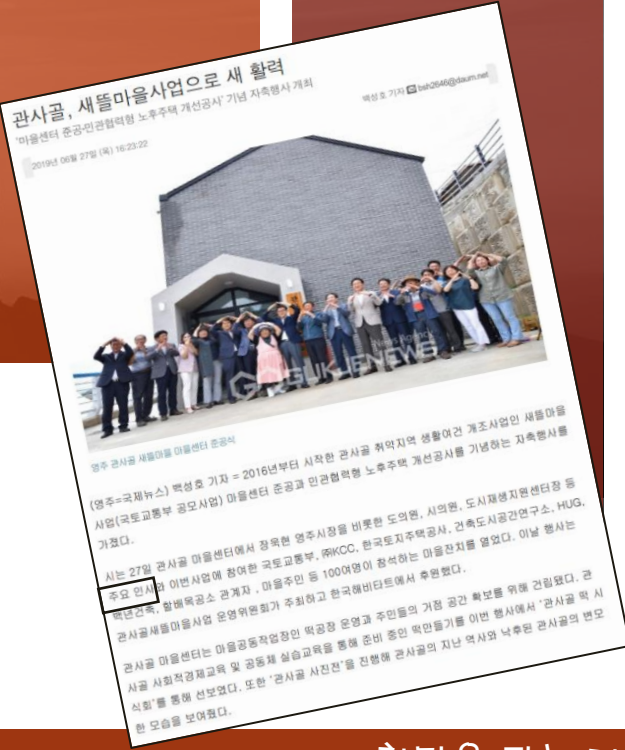 관사골, 새뜰마을사업으로 새 활력
'마을센터 준공·민관협력형 노후주택 개선공사' 기념 자축행사 개최
백성호 기자 bsh2646@daum.net
2019년 06월 27일 (목) 16:23:22
GUKJENEWS
영주 관사골 새뜰마을 마을센터 준공식
(영주=국제뉴스) 백성호 기자 = 2016년부터 시작한 관사골 취약지역 생활여건 개조사업인 새뜰마을
사업(국토교통부 공모사업) 마을센터 준공과 민관협력형 노후주택 개선공사를 기념하는 자축행사를
가졌다.
시는 27일 관사골 마을센터에서 장욱현 영주시장을 비롯한 도의원, 시의원, 도시재생지원센터장 등
주요 인사와 이번사업에 참여한 국토교통부, ㈜KCC, 한국토지주택공사, 건축도시공간연구소, HUG,
백년건축, 할배목공소 관계자 , 마을주민 등 100여명이 참석하는 마을잔치를 열었다. 이날 행사는
관사골새뜰마을사업 운영위원회가 주최하고 한국해비타트에서 후원했다.
관사골 마을센터는 마을공동작업장인 떡공장 운영과 주민들의 거점 공간 확보를 위해 건립됐다. 관
사골 사회적경제교육 및 공동체 실습교육을 통해 준비 중인 떡만들기를 이번 행사에서 '관사골 떡 시
식회'를 통해 선보였다. 또한 '관사골 사진전'을 진행해 관사골의 지난 역사와 낙후된 관사골의 변모
한 모습을 보여줬다.